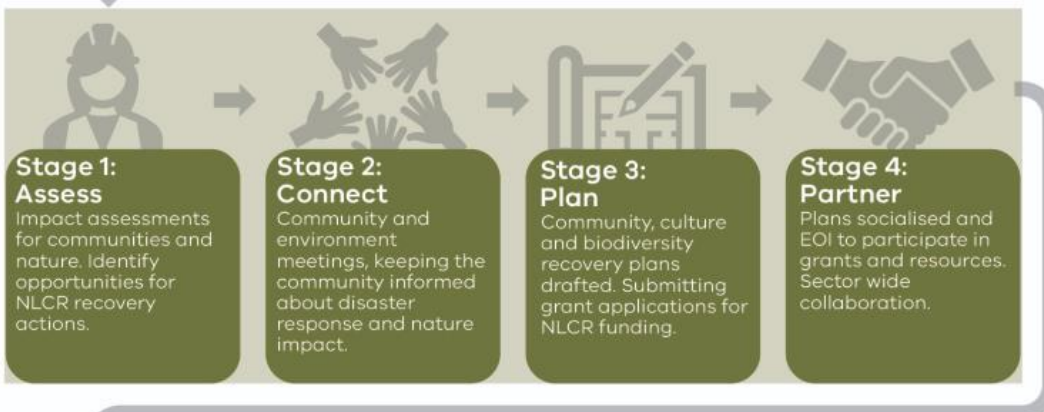 Stage 1:
Assess
Impact assessments
for communities and
nature. Identify
opportunities for
NLCR recovery
actions.
Stage 2:
Connect
Community and
environment
meetings, keeping the
community informed
about disaster
response and nature
impact.
Stage 3:
Plan
Community, culture
and biodiversity
recovery plans
drafted. Submitting
grant applications for
NLCR funding.
Stage 4:
Partner
Plans socialised and
EOI to participate in
grants and resources.
Sector wide
collaboration.